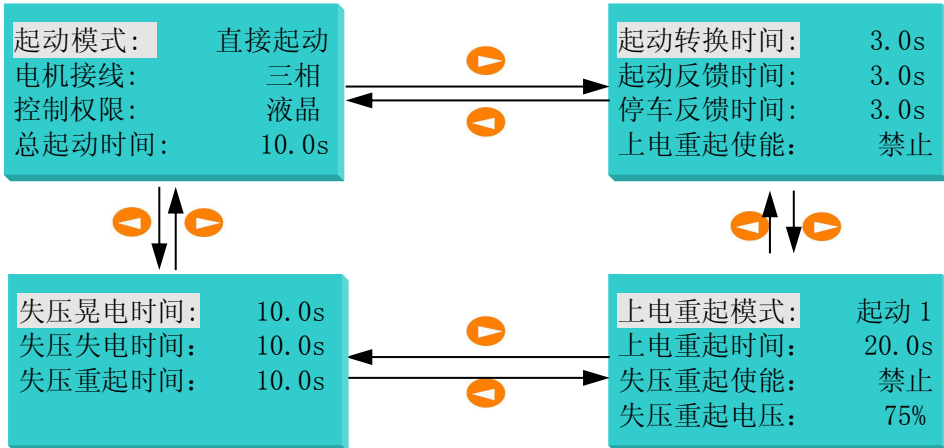 起动模式: 直接起动
电机接线: 三相
控制权限: 液晶
总起动时间: 10.0s
起动转换时间: 3.0s
起动反馈时间: 3.0s
停车反馈时间: 3.0s
上电重起使能： 禁止
失压晃电时间: 10.0s
失压失电时间： 10.0s
失压重起时间： 10.0s
上电重起模式: 起动 1
上电重起时间： 20.0s
失压重起使能： 禁止
失压重起电压： 75%